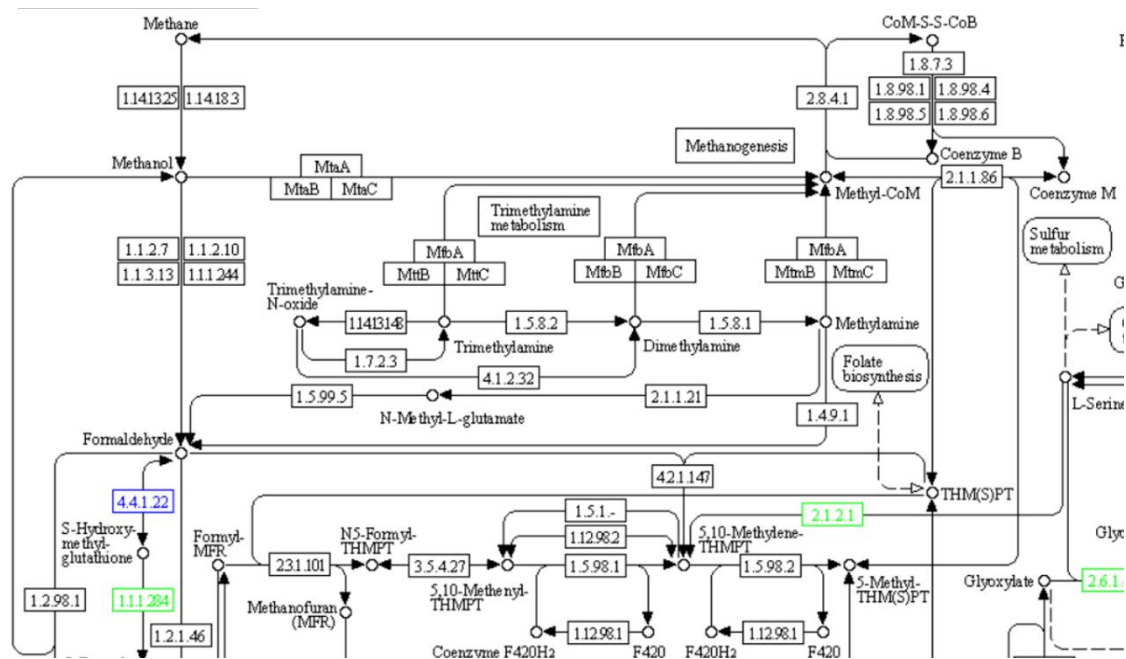 Methane
CoM-S-S-CoB
1.8.7.3
1.14.13.25 1.14.18.3
2.8.4.1
1.8.98.1 1.8.98.4
1.8.98.5 1.8.98.6
Methanogenesis
Coenzyme B
Methanol
MtaA
MtaB MtaC
2.1.1.86
Methyl-CoM
Coenzyme M
Trimethylamine
metabolism
Sulfur
metabolism
1.1.2.7 1.1.2.10
1.1.3.13 1.1.1.244
MtbA
MttB MttC
MtbA
MtbB MtbC
MtbA
MtmB MtmC
G
Trimethylamine-
N-oxide
1.14.13.148
1.5.8.2
1.5.8.1
Methylamine
Trimethylamine
Dimethylamine
1.7.2.3
4.1.2.32
Folate
biosynthesis
1.5.99.5
2.1.1.21
N-Methyl-L-glutamate
1.4.9.1
L-Serine
Formaldehyde
4.2.1.147
4.4.1.22
THM(S)PT
1.5.1.-
2.1.2.1
S-Hydroxy-
methyl-
glutathione
Formyl-
MFR
N5-Formyl-
THMPT
1.12.98.2
5,10-Methylene-
THMPT
Glyo
2.3.1.101
3.5.4.27
1.5.98.1
1.5.98.2
5,10-Methenyl-
THMPT
5-Methyl-
THM(S)PT
Glyoxylate
2.6.1.
1.2.98.1
1.1.1.284
Methanofuran
(MFR)
1.2.1.46
1.12.98.1
1.12.98.1
Coenzyme F420H2
F420
F420H2
F420